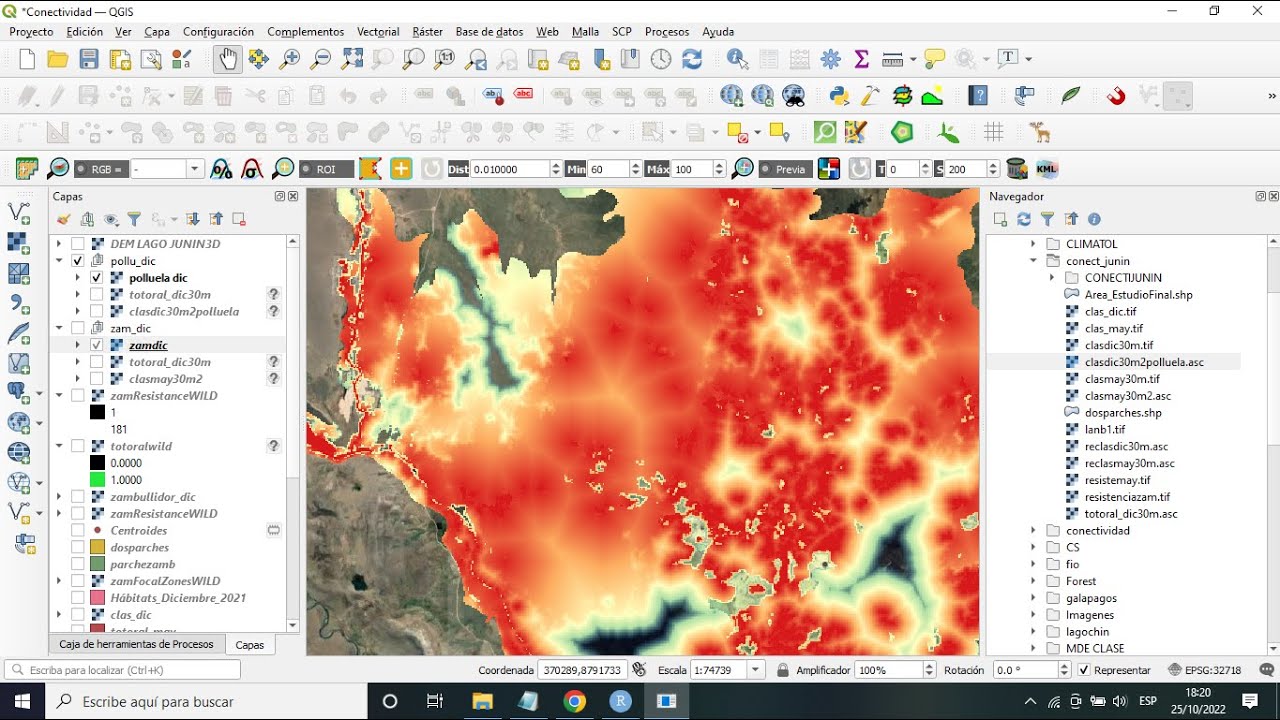 *Conectividad — QGIS
Proyecto Edición Ver Capa Configuración Complementos Vectorial Ráster Base de datos Web Malla SCP Procesos Ayuda
RGB = - ROI Dist 0.010000 Min 60 Máx 100 Previa T 0 S 200 KML
Capas
DEM LAGO JUNIN3D
pollu_dic
polluela dic
totoral_dic30m ?
clasdic30m2polluela ?
zam_dic
zamdic
totoral_dic30m ?
clasmay30m2 ?
zamResistanceWILD
1
181
totoralwild ?
0.0000
1.0000
zambullidor_dic
zamResistanceWILD
Centroides
dosparches
parchezamb
zamFocalZonesWILD
Hábitats_Diciembre_2021
clas_dic
totoral_may
Caja de herramientas de Procesos Capas
Navegador
CLIMATOL
conect_junin
CONECTIJUNIN
Area_EstudioFinal.shp
clas_dic.tif
clas_may.tif
clasdic30m.tif
clasdic30m2polluela.asc
clasmay30m.tif
clasmay30m2.asc
dosparches.shp
lanb1.tif
reclasdic30m.asc
reclasmay30m.asc
resistemay.tif
resistenciazam.tif
totoral_dic30m.asc
conectividad
CS
fio
Forest
galapagos
Imagenes
lagochin
MDE CLASE
Escriba para localizar (Ctrl+K) Coordenada 370289,8791733 Escala 1:74739 Amplificador 100% Rotación 0.0 ° Representar EPSG:32718
Escribe aquí para buscar ESP 18:20
25/10/2022